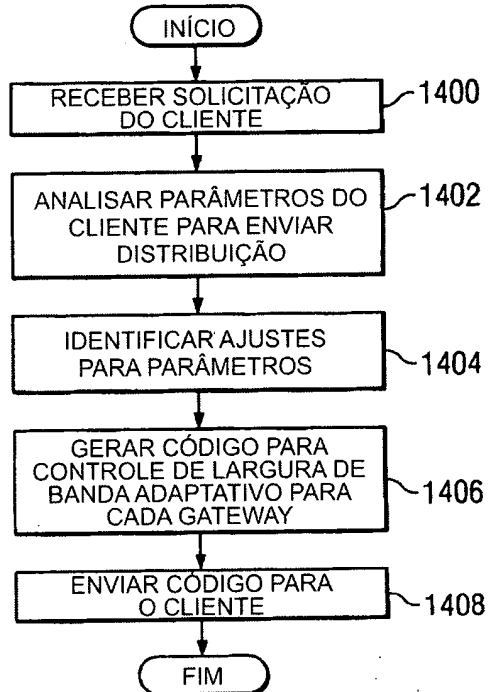 INÍCIO
RECEBER SOLICITAÇÃO
DO CLIENTE
1400
ANALISAR PARÂMETROS DO
CLIENTE PARA ENVIAR
DISTRIBUIÇÃO
1402
IDENTIFICAR AJUSTES
PARA PARÂMETROS
1404
GERAR CÓDIGO PARA
CONTROLE DE LARGURA DE
BANDA ADAPTATIVO PARA
CADA GATEWAY
1406
ENVIAR CÓDIGO PARA
O CLIENTE
1408
FIM